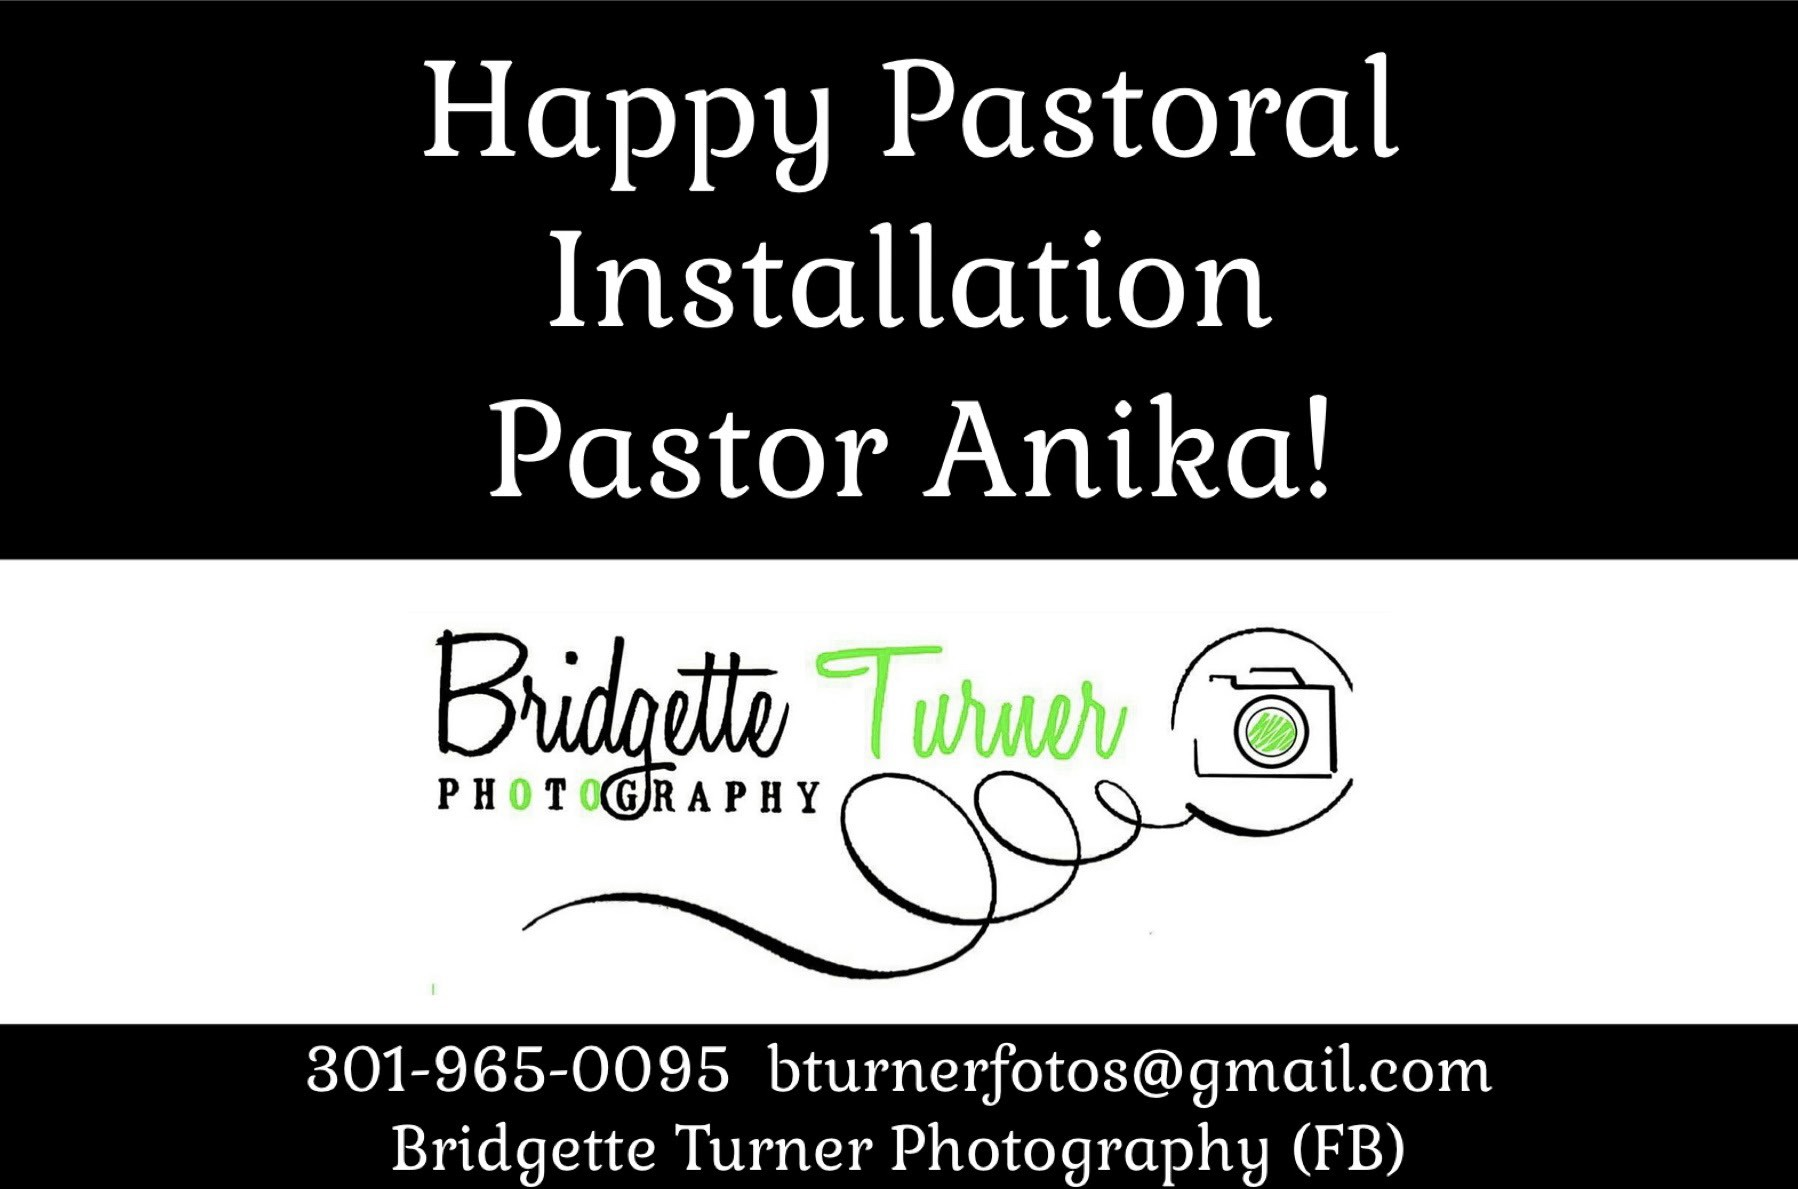 Happy Pastoral
Installation
Pastor Anika!
Bridgette Turner
PHOTOGRAPHY
301-965-0095 bturnerfotos@gmail.com
Bridgette Turner Photography (FB)